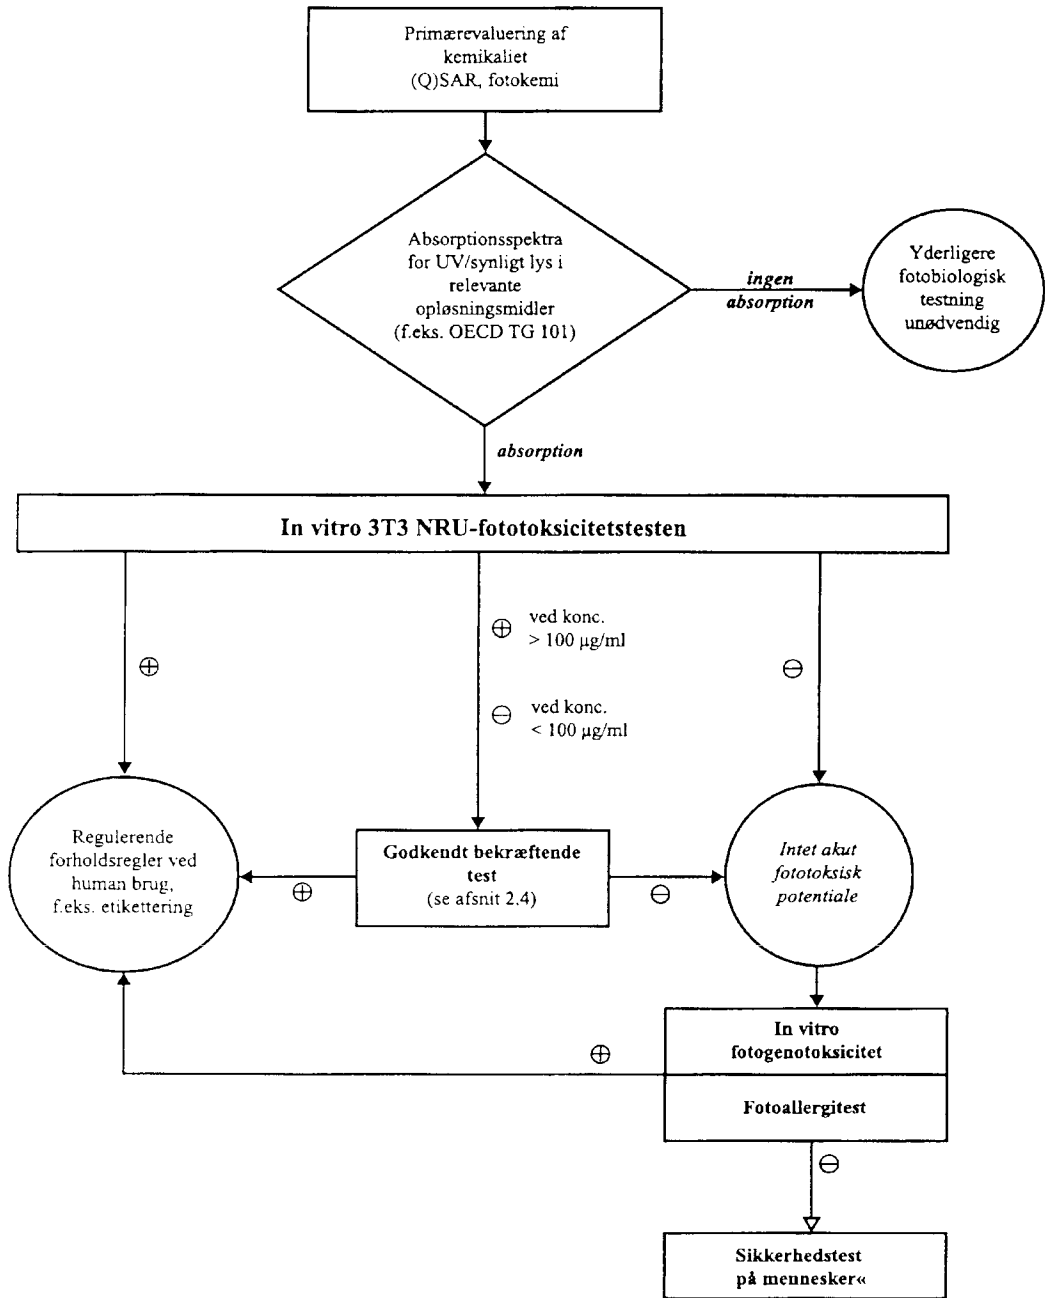 Primærevaluering af
kemikaliet
(Q)SAR, fotokemi
Absorptionsspektra
for UV/synligt lys i
relevante
opløsningsmidler
(f.eks. OECD TG 101)
ingen
absorption
Yderligere
fotobiologisk
testning
unødvendig
absorption
In vitro 3T3 NRU-fototoksicitetstesten
⊕
⊕ ved konc.
> 100 µg/ml
⊖
⊖ ved konc.
< 100 µg/ml
Regulerende
forholdsregler ved
human brug,
f.eks. etikettering
⊕
Godkendt bekræftende
test
(se afsnit 2.4)
⊖
Intet akut
fototoksisk
potentiale
In vitro
fotogenotoksicitet
⊕
Fotoallergitest
⊖
Sikkerhedstest
på mennesker«